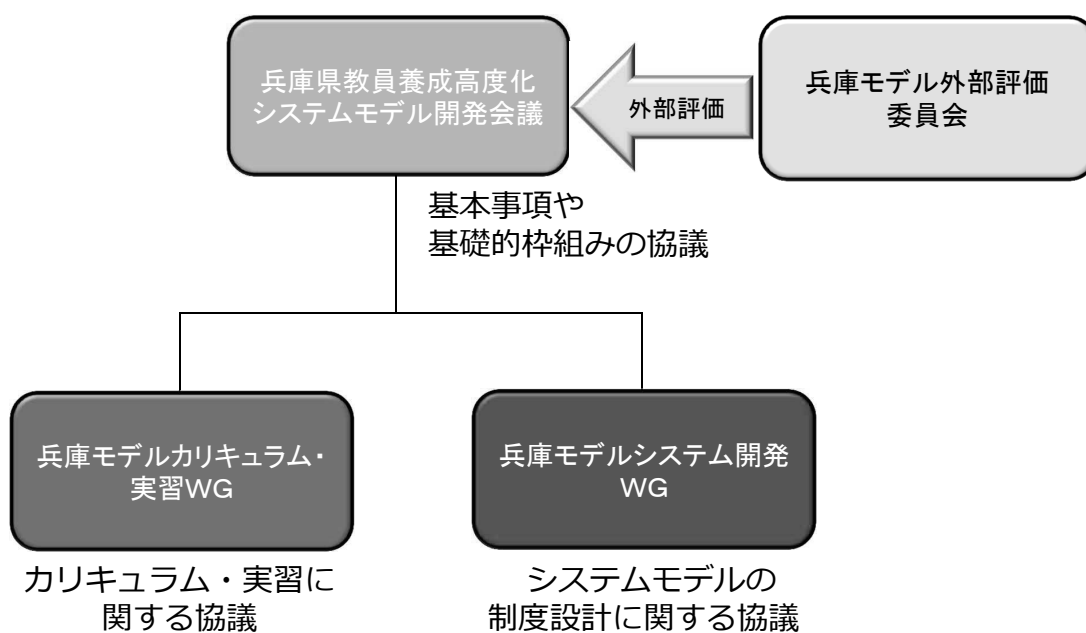 兵庫県教員養成高度化
システムモデル開発会議
外部評価
兵庫モデル外部評価
委員会
基本事項や
基礎的枠組みの協議
兵庫モデルカリキュラム・
実習WG
兵庫モデルシステム開発
WG
カリキュラム・実習に
関する協議
システムモデルの
制度設計に関する協議